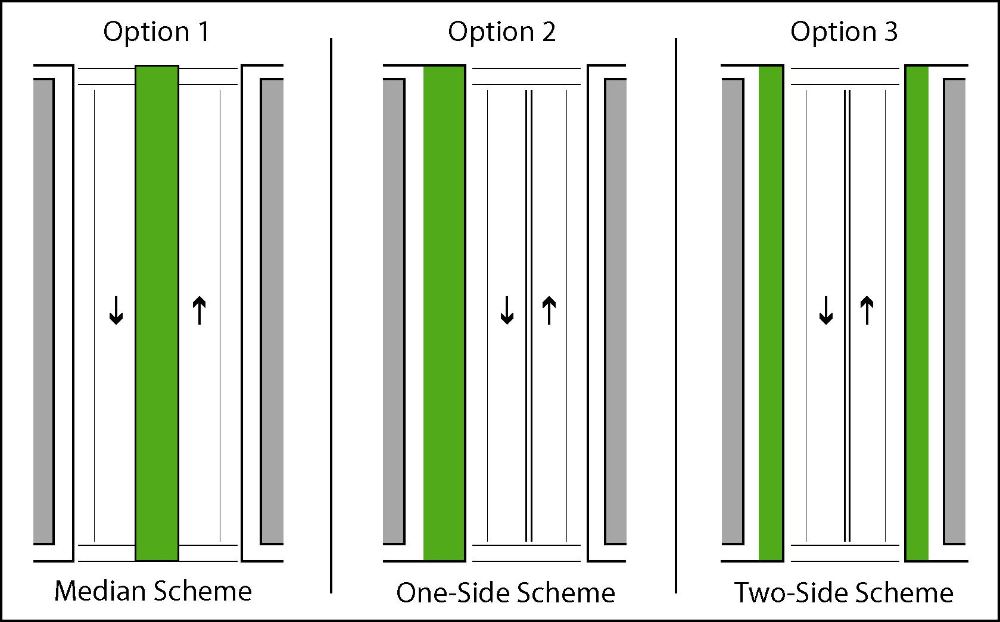 Option 1
Option 2
Option 3
Median Scheme
One-Side Scheme
Two-Side Scheme